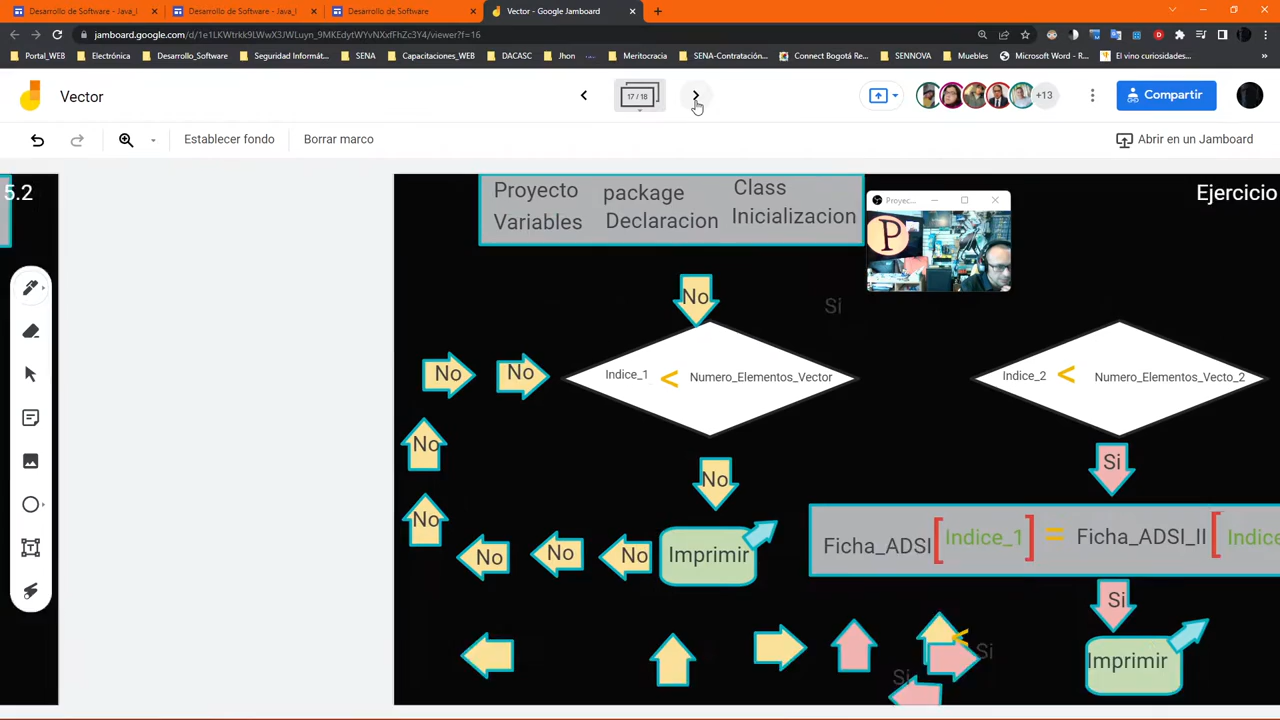 Desarrollo de Software - Java_I
Desarrollo de Software - Java_I
Desarrollo de Software
Vector - Google Jamboard
jamboard.google.com/d/1e1LKWtrkk9LWwX3JWLuyn_9MKEdytWYvNXxfFhZc3Y4/viewer?f=16
Portal_WEB
Electrónica
Desarrollo_Software
Seguridad Informát...
SENA
Capacitaciones_WEB
DACASC
Jhon
Meritocracia
SENA-Contratación...
Connect Bogotá Reg...
SENNOVA
Muebles
Microsoft Word - R...
El vino curiosidades...
Vector
17 / 18
+13
Compartir
Establecer fondo
Borrar marco
Abrir en un Jamboard
5.2
Proyecto package Class
Variables Declaracion Inicializacion
Proyec...
P
Ejercicio
No
Si
No
No
Indice_1 < Numero_Elementos_Vector
Indice_2 < Numero_Elementos_Vecto_2
No
No
Si
No
Ficha_ADSI[Indice_1] = Ficha_ADSI_II[Indice
No
No
No
Imprimir
Si
<
Si
Si
Imprimir